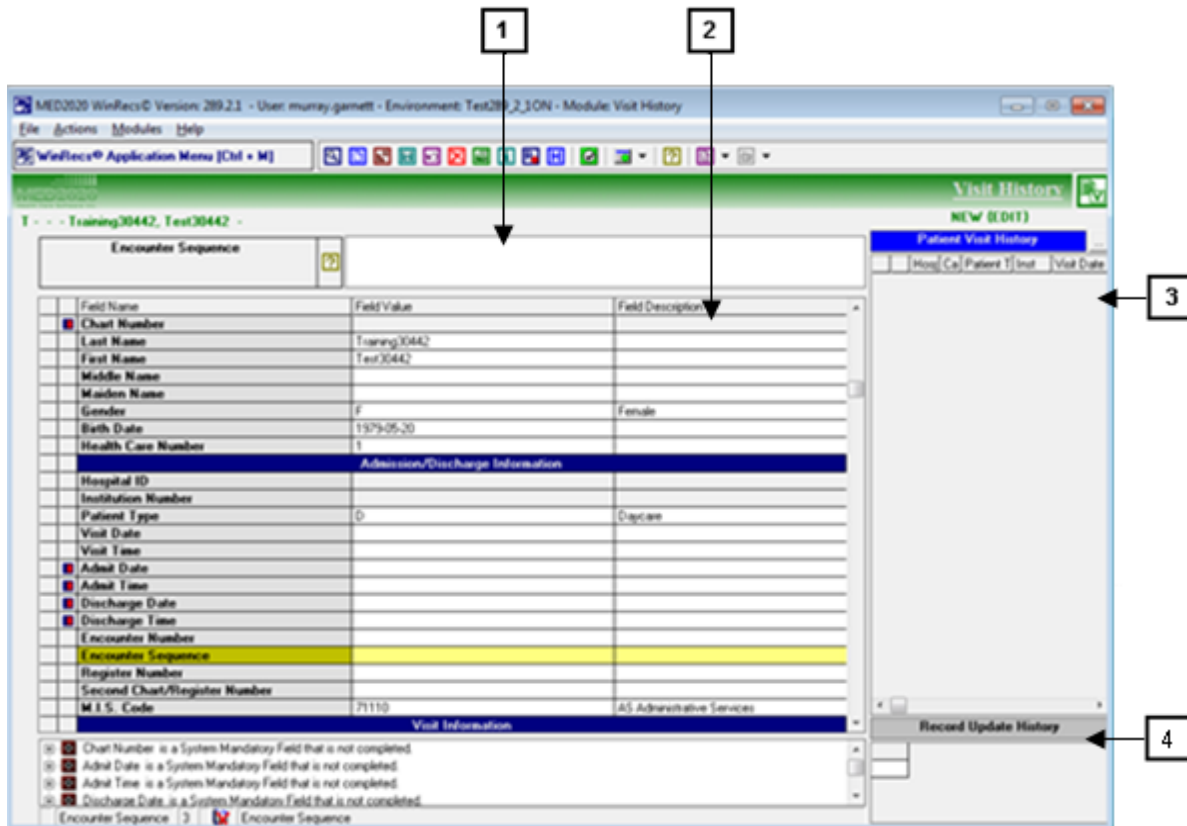 1 2
MED2020 WinRecs© Version: 289.2.1 - User: murray.garnett - Environment: Test289_2_1ON - Module: Visit History
File Actions Modules Help
WinRecs© Application Menu [Ctrl + M]
MED2020
Visit History
T - - - Training30442, Test30442 -
NEW (EDIT)
Encounter Sequence
Patient Visit History
Hosp Ca Patient T Inst Visit Date
3
Field Name Field Value Field Description
Chart Number
Last Name Training30442
First Name Test30442
Middle Name
Maiden Name
Gender F Female
Birth Date 1979-05-20
Health Care Number 1
Admission/Discharge Information
Hospital ID
Institution Number
Patient Type D Daycare
Visit Date
Visit Time
Admit Date
Admit Time
Discharge Date
Discharge Time
Encounter Number
Encounter Sequence
Register Number
Second Chart/Register Number
M.I.S. Code 71110 AS Administrative Services
Visit Information
Record Update History
4
Chart Number is a System Mandatory Field that is not completed.
Admit Date is a System Mandatory Field that is not completed.
Admit Time is a System Mandatory Field that is not completed.
Discharge Date is a System Mandatory Field that is not completed.
Encounter Sequence 3 Encounter Sequence